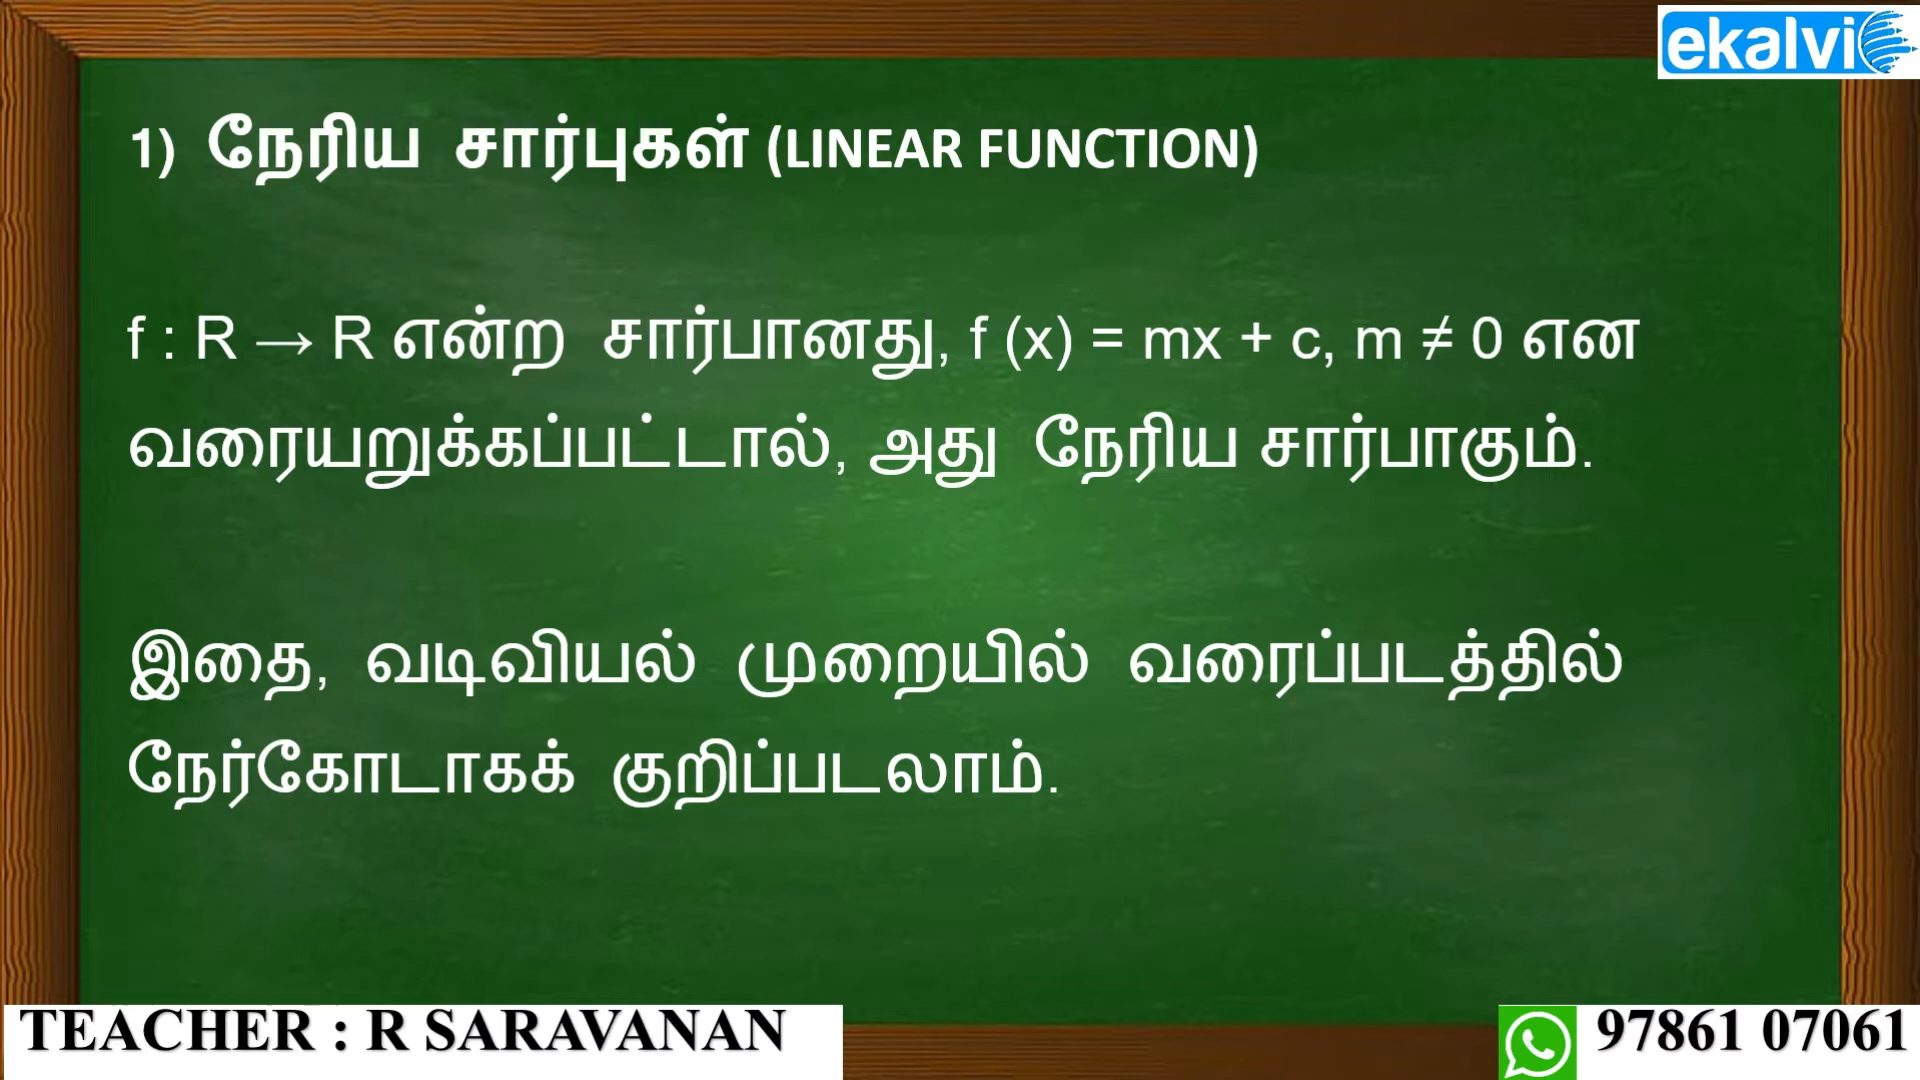 ekalvi
1) நேரிய சார்புகள் (LINEAR FUNCTION)
f : R → R என்ற சார்பானது, f (x) = mx + c, m ≠ 0 என
வரையறுக்கப்பட்டால், அது நேரிய சார்பாகும்.
இதை, வடிவியல் முறையில் வரைப்படத்தில்
நேர்கோடாகக் குறிப்படலாம்.
TEACHER : R SARAVANAN
97861 07061